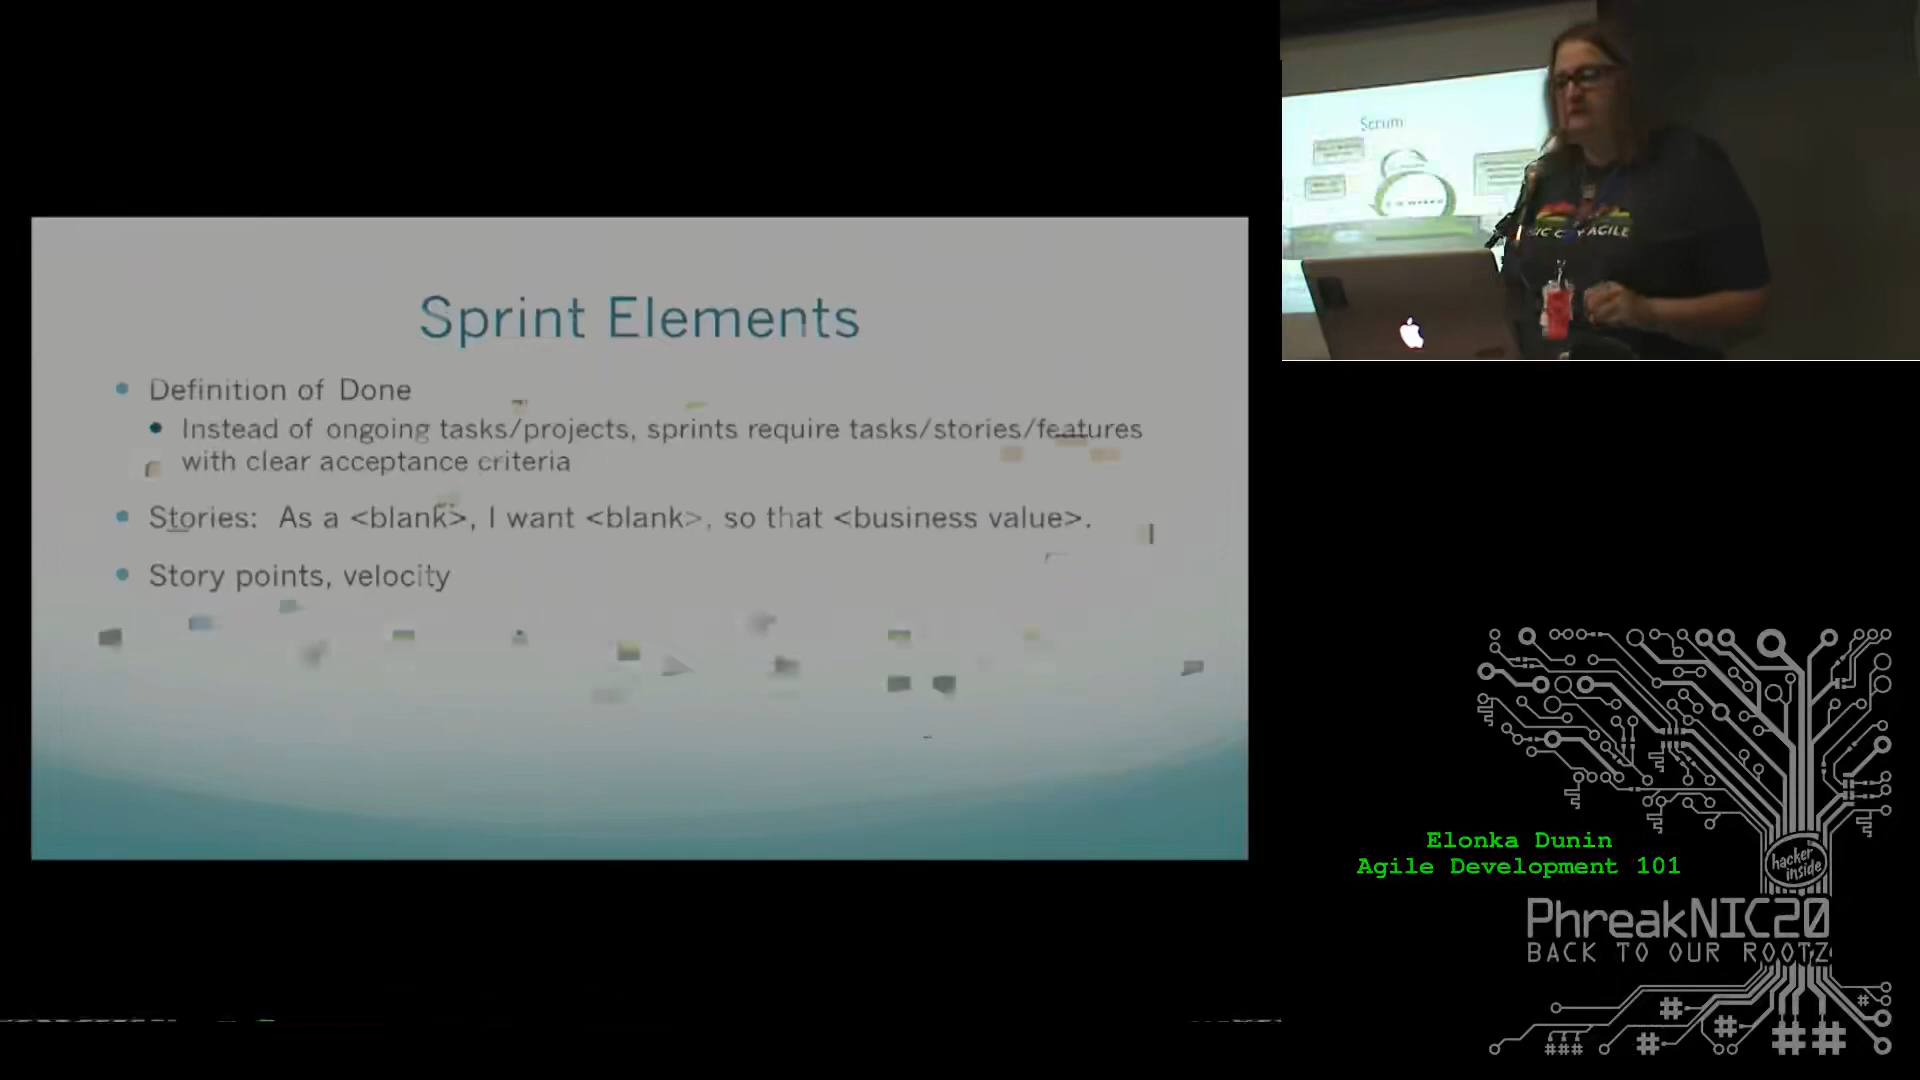 Sprint Elements
Definition of Done
Instead of ongoing tasks/projects, sprints require tasks/stories/features
with clear acceptance criteria
Stories: As a <blank>, I want <blank>, so that <business value>.
Story points, velocity
Scrum
AGILE
Elonka Dunin
Agile Development 101
hacker
inside
PhreakNIC20
BACK TO OUR ROOTZ
# # ##
### # #